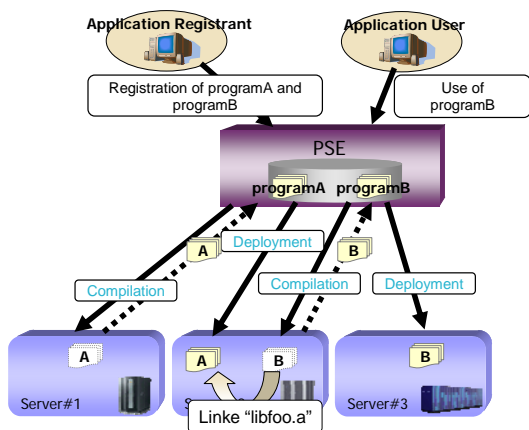 Application Registrant
Application User
Registration of programA and
programB
Use of
programB
PSE
programA
programB
A
Deployment
B
Compilation
Compilation
Deployment
A
A
B
B
Server#1
S
Server#3
Linke “libfoo.a”